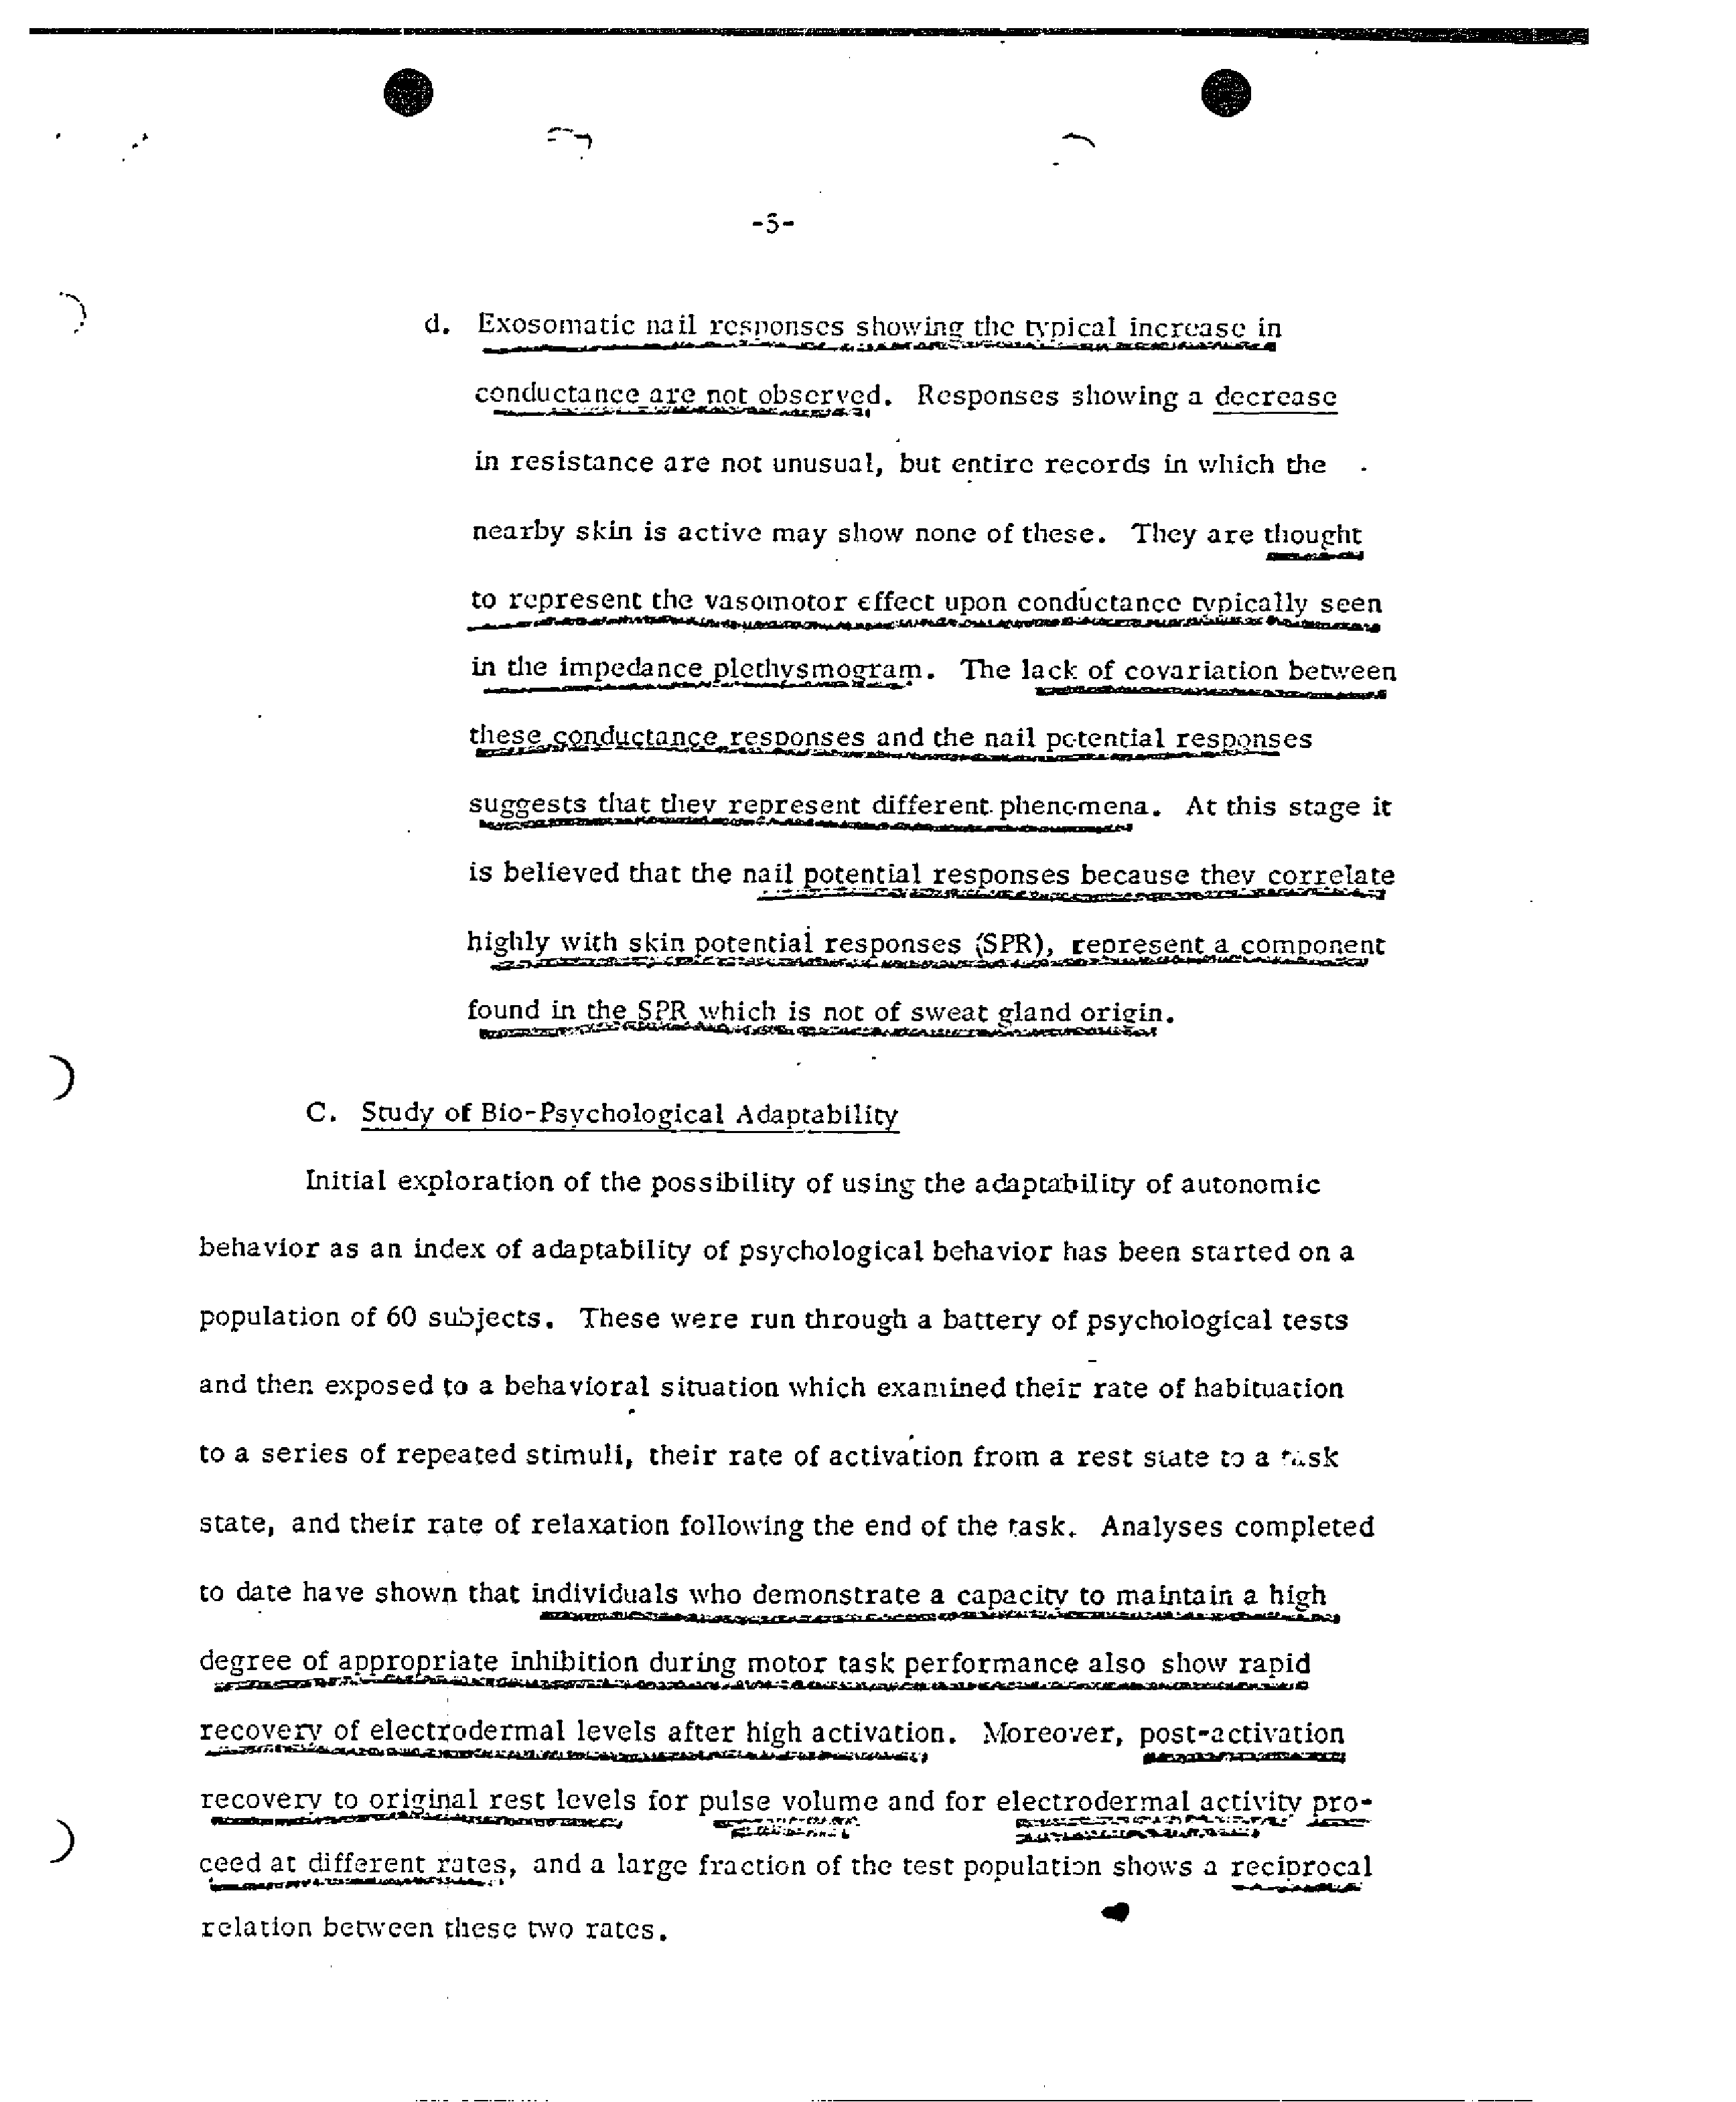 -5-
d. Exosomatic nail responses showing the typical increase in
conductance are not observed. Responses showing a decrease
in resistance are not unusual, but entire records in which the
nearby skin is active may show none of these. They are thought
to represent the vasomotor effect upon conductance typically seen
in the impedance plethysmogram. The lack of covariation between
these conductance responses and the nail potential responses
suggests that they represent different phenomena. At this stage it
is believed that the nail potential responses because they correlate
highly with skin potential responses (SPR), represent a component
found in the SPR which is not of sweat gland origin.
C. Study of Bio-Psychological Adaptability
Initial exploration of the possibility of using the adaptability of autonomic
behavior as an index of adaptability of psychological behavior has been started on a
population of 60 subjects. These were run through a battery of psychological tests
and then exposed to a behavioral situation which examined their rate of habituation
to a series of repeated stimuli, their rate of activation from a rest state to a task
state, and their rate of relaxation following the end of the task. Analyses completed
to date have shown that individuals who demonstrate a capacity to maintain a high
degree of appropriate inhibition during motor task performance also show rapid
recovery of electrodermal levels after high activation. Moreover, post-activation
recovery to original rest levels for pulse volume and for electrodermal activity pro-
ceed at different rates, and a large fraction of the test population shows a reciprocal
relation between these two rates.